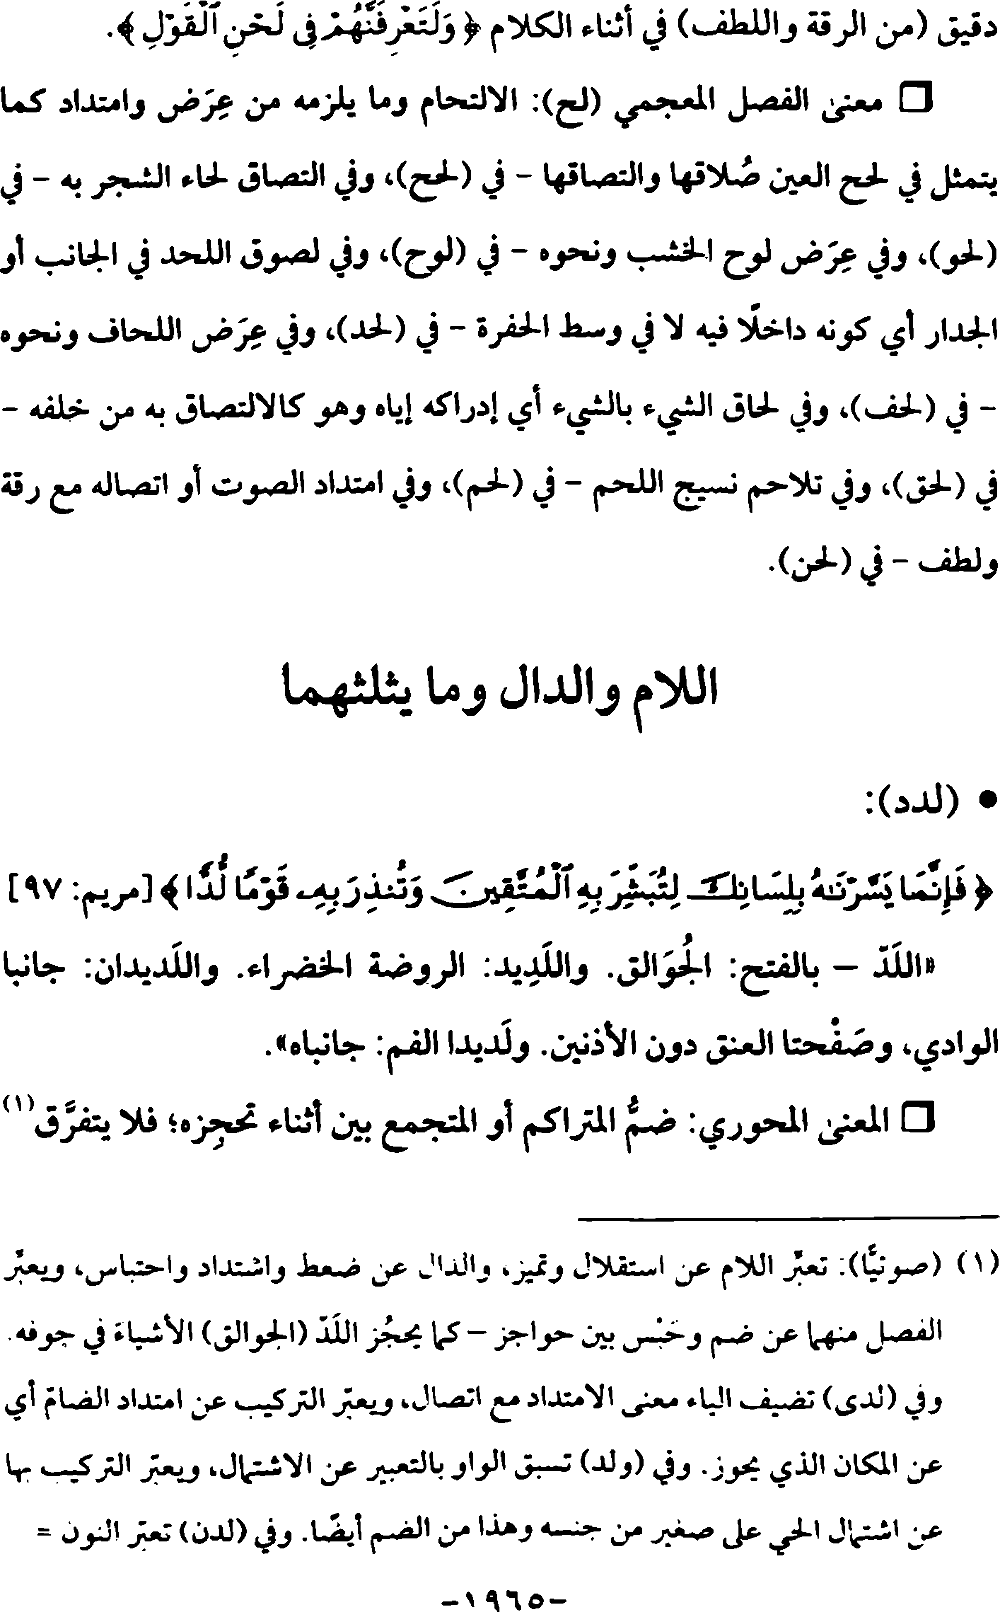 دقيق (من الرقة واللطف) في أثناء الكلام ﴿ وَلَتَعْرِفَنَّهُمْ فِى لَحْنِ ٱلْقَوْلِ ﴾.
❒ معنى الفصل المعجمي (لح): الالتحام وما يلزمه من عِرَض وامتداد كما
يتمثل في لحح العين صُلاقها والتصاقها - في (لحح)، وفي التصاق لحاء الشجر به - في
(لحو)، وفي عِرَض لوح الخشب ونحوه - في (لوح)، وفي لصوق اللحد في الجانب أو
الجدار أي كونه داخلًا فيه لا في وسط الحفرة - في (لحد)، وفي عِرَض اللحاف ونحوه
- في (لحف)، وفي لحاق الشيء بالشيء أي إدراكه إياه وهو كالالتصاق به من خلفه -
في (لحق)، وفي تلاحم نسيج اللحم - في (لحم)، وفي امتداد الصوت أو اتصاله مع رقة
ولطف - في (لحن).
اللام والدال وما يثلثهما
• (لدد):
﴿ فَإِنَّمَا يَسَّرْنَٰهُ بِلِسَانِكَ لِتُبَشِّرَ بِهِ ٱلْمُتَّقِينَ وَتُنذِرَ بِهِۦ قَوْمًا لُّدًّا ﴾ [مريم: ٩٧]
«اللَدّ – بالفتح: الجُوَالق. واللَدِيد: الروضة الخضراء. واللَديدان: جانبا
الوادي، وصَفْحتا العنق دون الأذنين. ولَديدا الفم: جانباه».
❒ المعنى المحوري: ضمُّ المتراكم أو المتجمع بين أثناء تحجِزه؛ فلا يتفرَّق(١)
(١) (صوتيًّا): تعبَّر اللام عن استقلال وتميز، والدال عن ضعط واشتداد واحتباس، ويعبَّر
الفصل منهما عن ضم وحَبْس بين حواجز – كما يحجُز اللَدّ (الجوالق) الأشياءَ في جوفه.
وفي (لدى) تضيف الياء معنى الامتداد مع اتصال، ويعبّر التركيب عن امتداد الضامّ أي
عن المكان الذي يحوز. وفي (ولد) تسبق الواو بالتعبير عن الاشتمال، ويعبّر التركيب بها
عن اشتمال الحي على صغير من جنسه وهذا من الضم أيضًا. وفي (لدن) تعبّر النون =
-١٩٦٥-